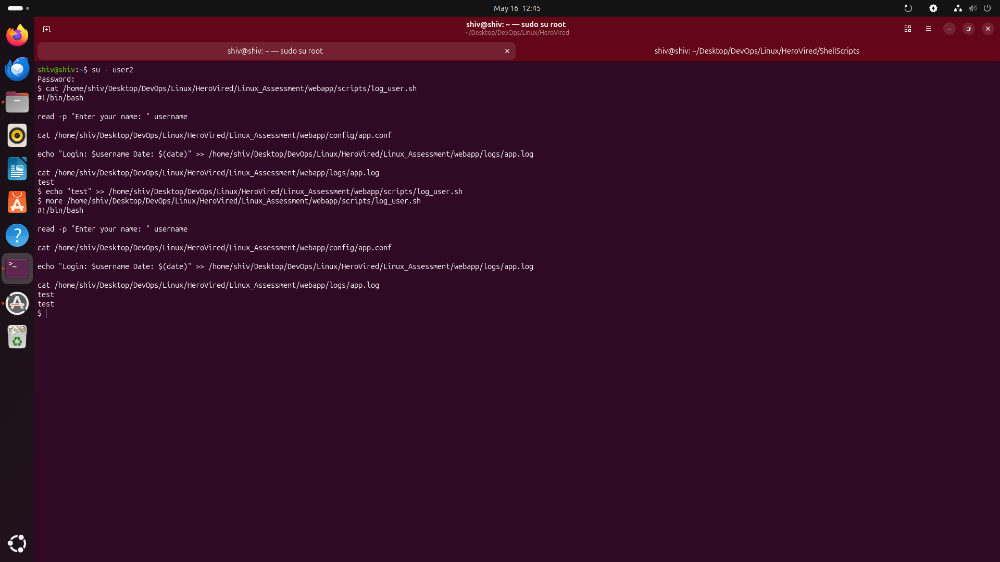 May 16 12:45
shiv@shiv: ~ — sudo su root
~/Desktop/DevOps/Linux/HeroVired
shiv@shiv: ~ — sudo su root
shiv@shiv: ~/Desktop/DevOps/Linux/HeroVired/ShellScripts
shiv@shiv:~$ su - user2
Password:
$ cat /home/shiv/Desktop/DevOps/Linux/HeroVired/Linux_Assessment/webapp/scripts/log_user.sh
#!/bin/bash
read -p "Enter your name: " username
cat /home/shiv/Desktop/DevOps/Linux/HeroVired/Linux_Assessment/webapp/config/app.conf
echo "Login: $username Date: $(date)" >> /home/shiv/Desktop/DevOps/Linux/HeroVired/Linux_Assessment/webapp/logs/app.log
cat /home/shiv/Desktop/DevOps/Linux/HeroVired/Linux_Assessment/webapp/logs/app.log
test
$ echo "test" >> /home/shiv/Desktop/DevOps/Linux/HeroVired/Linux_Assessment/webapp/scripts/log_user.sh
$ more /home/shiv/Desktop/DevOps/Linux/HeroVired/Linux_Assessment/webapp/scripts/log_user.sh
#!/bin/bash
read -p "Enter your name: " username
cat /home/shiv/Desktop/DevOps/Linux/HeroVired/Linux_Assessment/webapp/config/app.conf
echo "Login: $username Date: $(date)" >> /home/shiv/Desktop/DevOps/Linux/HeroVired/Linux_Assessment/webapp/logs/app.log
cat /home/shiv/Desktop/DevOps/Linux/HeroVired/Linux_Assessment/webapp/logs/app.log
test
test
$